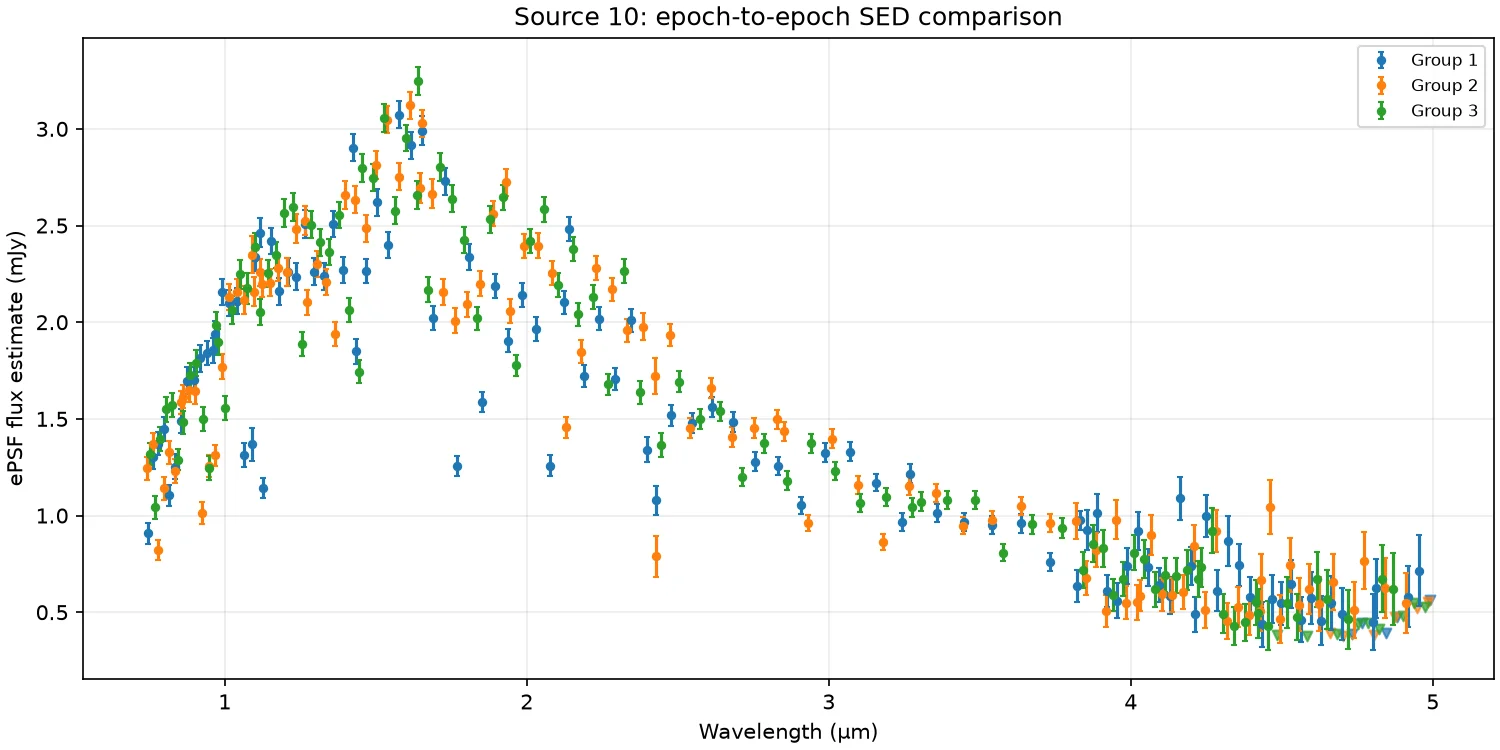 Source 10: epoch-to-epoch SED comparison
ePSF flux estimate (mJy)
3.0
2.5
2.0
1.5
1.0
0.5
Group 1
Group 2
Group 3
1 2 3 4 5
Wavelength (μm)